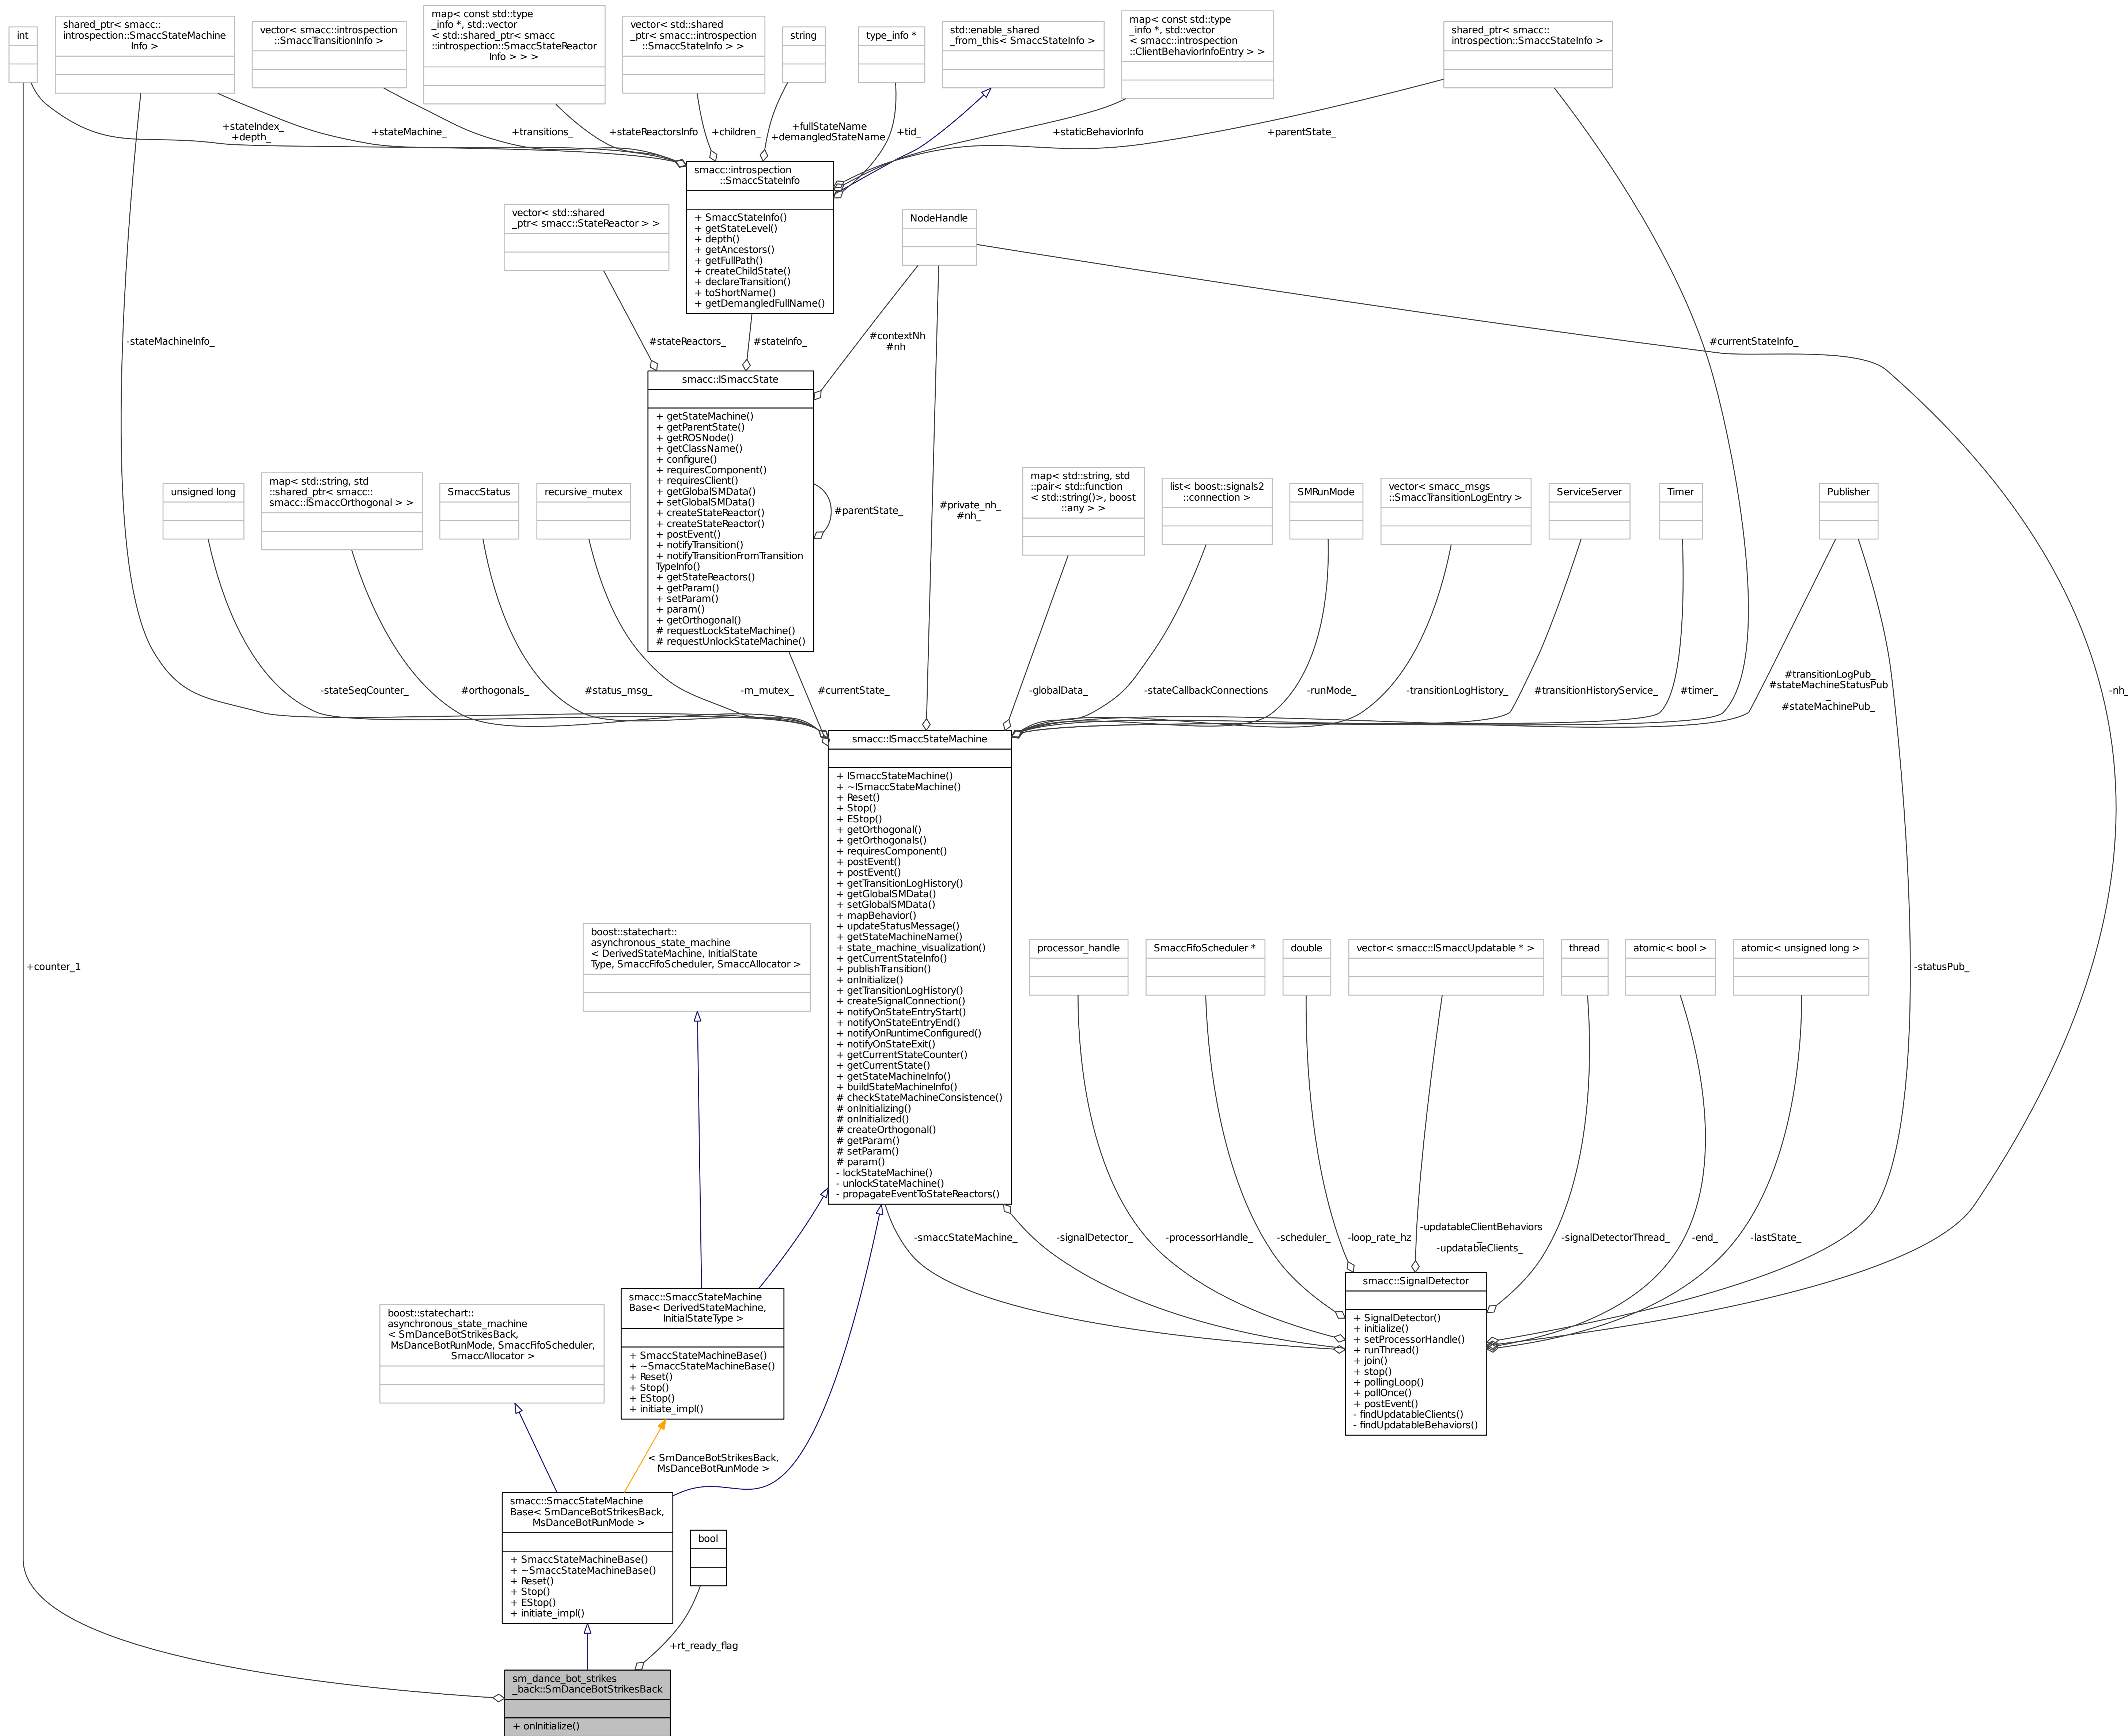 int
shared_ptr< smacc::
introspection::SmaccStateMachine
Info >
vector< smacc::introspection
::SmaccTransitionInfo >
map< const std::type
_info *, std::vector
< std::shared_ptr< smacc
::introspection::SmaccStateReactor
Info > > >
vector< std::shared
_ptr< smacc::introspection
::SmaccStateInfo > >
string
type_info *
std::enable_shared
_from_this< SmaccStateInfo >
map< const std::type
_info *, std::vector
< smacc::introspection
::ClientBehaviorInfoEntry > >
shared_ptr< smacc::
introspection::SmaccStateInfo >
+stateIndex_
+depth_
+stateMachine_
+transitions_
+stateReactorsInfo
+children_
+fullStateName
+demangledStateName
+tid_
+staticBehaviorInfo
+parentState_
smacc::introspection
::SmaccStateInfo
+ SmaccStateInfo()
+ getStateLevel()
+ depth()
+ getAncestors()
+ getFullPath()
+ createChildState()
+ declareTransition()
+ toShortName()
+ getDemangledFullName()
vector< std::shared
_ptr< smacc::StateReactor > >
NodeHandle
-stateMachineInfo_
#stateReactors_
#stateInfo_
#contextNh
#nh
#currentStateInfo_
smacc::ISmaccState
+ getStateMachine()
+ getParentState()
+ getROSNode()
+ getClassName()
+ configure()
+ requiresComponent()
+ requiresClient()
+ getGlobalSMData()
+ setGlobalSMData()
+ createStateReactor()
+ createStateReactor()
+ postEvent()
+ notifyTransition()
+ notifyTransitionFromTransition
TypeInfo()
+ getStateReactors()
+ getParam()
+ setParam()
+ param()
+ getOrthogonal()
# requestLockStateMachine()
# requestUnlockStateMachine()
#parentState_
#private_nh_
#nh_
unsigned long
map< std::string, std
::shared_ptr< smacc::
smacc::ISmaccOrthogonal > >
SmaccStatus
recursive_mutex
map< std::string, std
::pair< std::function
< std::string()>, boost
::any > >
list< boost::signals2
::connection >
SMRunMode
vector< smacc_msgs
::SmaccTransitionLogEntry >
ServiceServer
Timer
Publisher
-stateSeqCounter_
#orthogonals_
#status_msg_
-m_mutex_
#currentState_
-globalData_
-stateCallbackConnections
-runMode_
-transitionLogHistory_
#transitionHistoryService_
#timer_
#transitionLogPub_
#stateMachineStatusPub
_
#stateMachinePub_
-nh_
smacc::ISmaccStateMachine
+ ISmaccStateMachine()
+ ~ISmaccStateMachine()
+ Reset()
+ Stop()
+ EStop()
+ getOrthogonal()
+ getOrthogonals()
+ requiresComponent()
+ postEvent()
+ postEvent()
+ getTransitionLogHistory()
+ getGlobalSMData()
+ setGlobalSMData()
+ mapBehavior()
+ updateStatusMessage()
+ getStateMachineName()
+ state_machine_visualization()
+ getCurrentStateInfo()
+ publishTransition()
+ onInitialize()
+ getTransitionLogHistory()
+ createSignalConnection()
+ notifyOnStateEntryStart()
+ notifyOnStateEntryEnd()
+ notifyOnRuntimeConfigured()
+ notifyOnStateExit()
+ getCurrentStateCounter()
+ getCurrentState()
+ getStateMachineInfo()
+ buildStateMachineInfo()
# checkStateMachineConsistence()
# onInitializing()
# onInitialized()
# createOrthogonal()
# getParam()
# setParam()
# param()
- lockStateMachine()
- unlockStateMachine()
- propagateEventToStateReactors()
+counter_1
boost::statechart::
asynchronous_state_machine
< DerivedStateMachine, InitialState
Type, SmaccFifoScheduler, SmaccAllocator >
processor_handle
SmaccFifoScheduler *
double
vector< smacc::ISmaccUpdatable * >
thread
atomic< bool >
atomic< unsigned long >
-statusPub_
-smaccStateMachine_
-signalDetector_
-processorHandle_
-scheduler_
-loop_rate_hz
-updatableClientBehaviors
_
-updatableClients_
-signalDetectorThread_
-end_
-lastState_
smacc::SignalDetector
+ SignalDetector()
+ initialize()
+ setProcessorHandle()
+ runThread()
+ join()
+ stop()
+ pollingLoop()
+ pollOnce()
+ postEvent()
- findUpdatableClients()
- findUpdatableBehaviors()
smacc::SmaccStateMachine
Base< DerivedStateMachine,
InitialStateType >
+ SmaccStateMachineBase()
+ ~SmaccStateMachineBase()
+ Reset()
+ Stop()
+ EStop()
+ initiate_impl()
boost::statechart::
asynchronous_state_machine
< SmDanceBotStrikesBack,
MsDanceBotRunMode, SmaccFifoScheduler,
SmaccAllocator >
< SmDanceBotStrikesBack,
MsDanceBotRunMode >
smacc::SmaccStateMachine
Base< SmDanceBotStrikesBack,
MsDanceBotRunMode >
+ SmaccStateMachineBase()
+ ~SmaccStateMachineBase()
+ Reset()
+ Stop()
+ EStop()
+ initiate_impl()
bool
+rt_ready_flag
sm_dance_bot_strikes
_back::SmDanceBotStrikesBack
+ onInitialize()